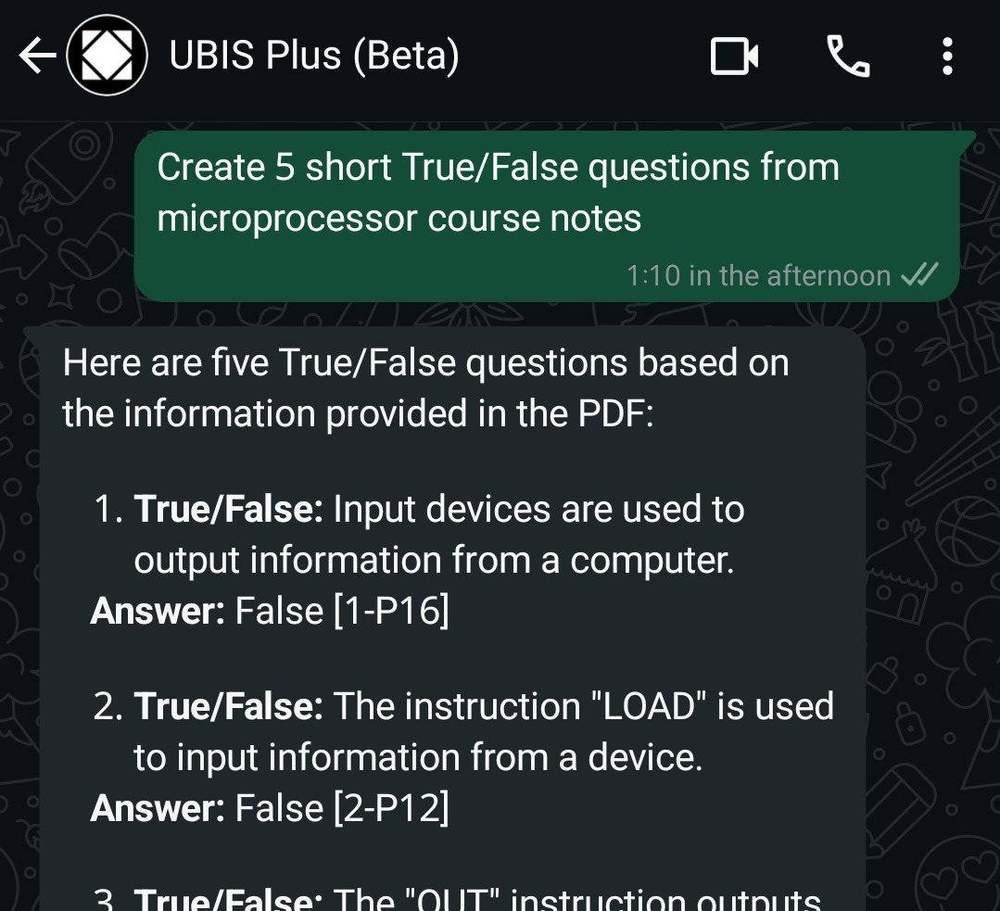 UBIS Plus (Beta)
Create 5 short True/False questions from
microprocessor course notes
1:10 in the afternoon
Here are five True/False questions based on
the information provided in the PDF:
1. True/False: Input devices are used to
output information from a computer.
Answer: False [1-P16]
2. True/False: The instruction "LOAD" is used
to input information from a device.
Answer: False [2-P12]
3. True/False: The "OUT" instruction outputs